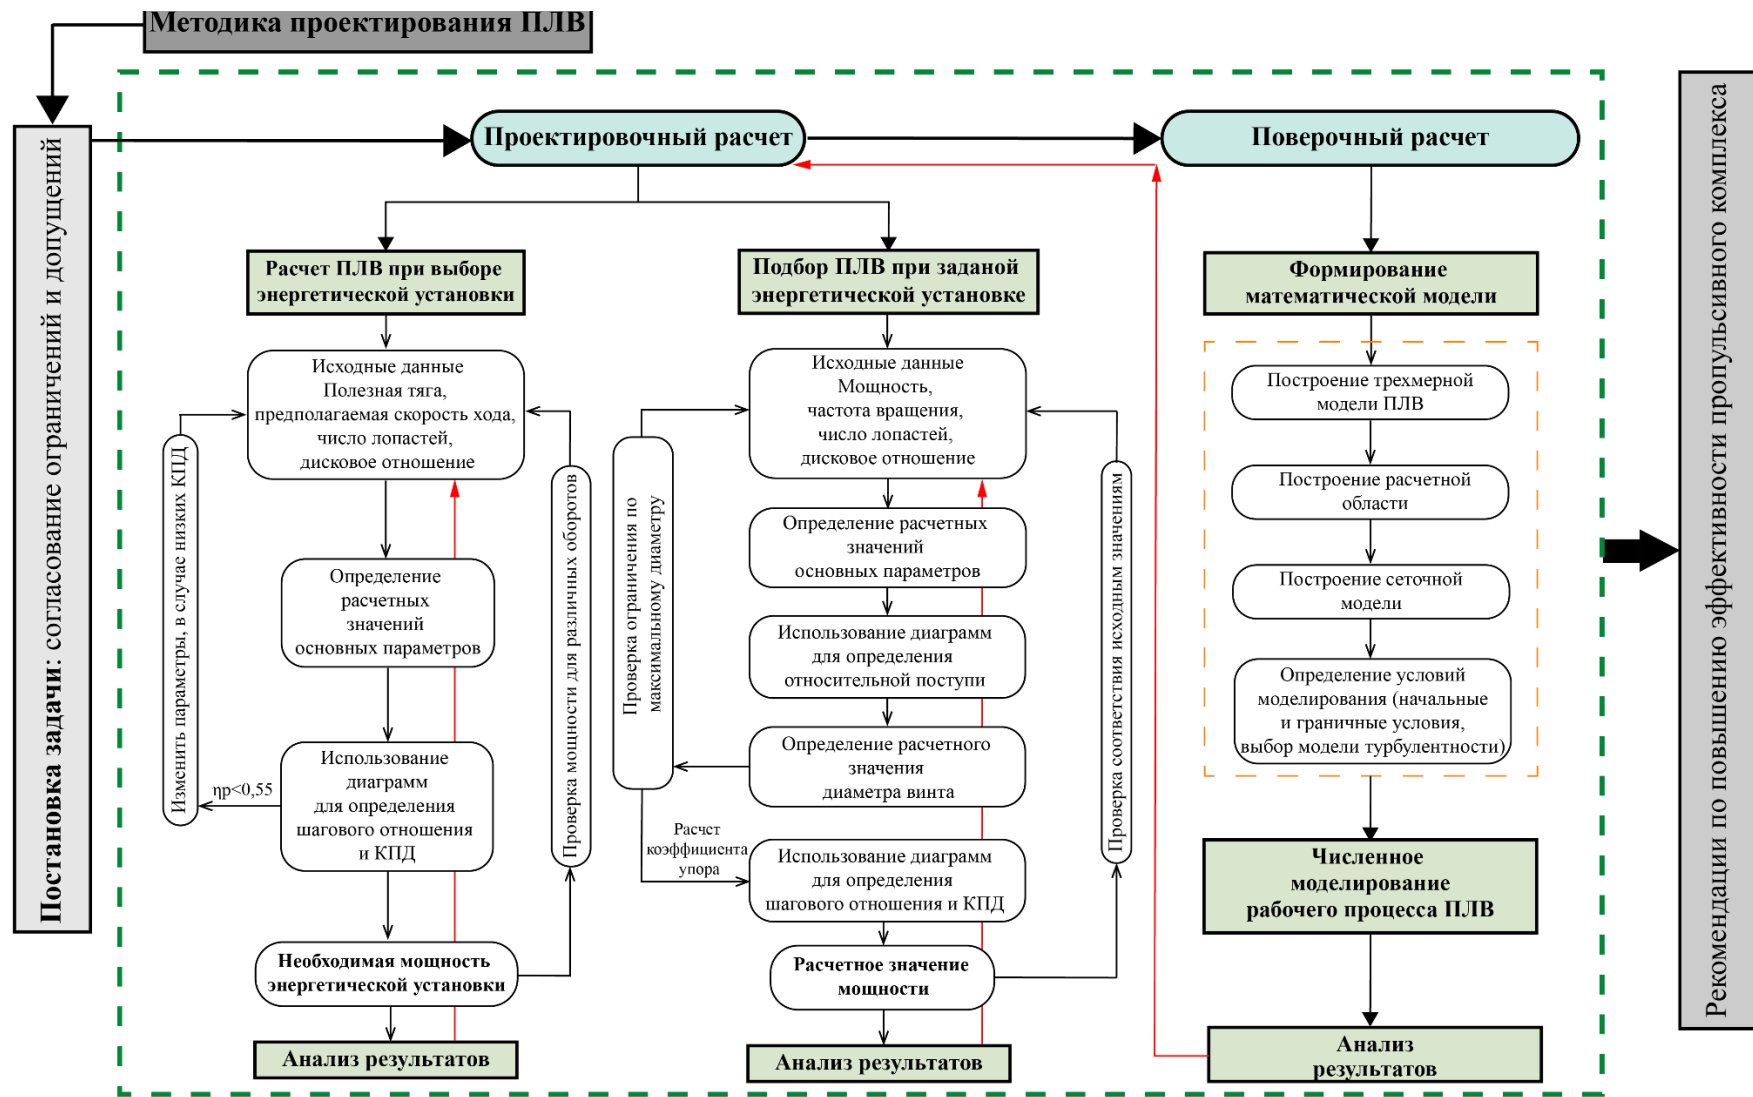 Методика проектирования ПЛВ
Постановка задачи: согласование ограничений и допущений
Проектировочный расчет
Поверочный расчет
Расчет ПЛВ при выборе
энергетической установки
Исходные данные
Полезная тяга,
предполагаемая скорость хода,
число лопастей,
дисковое отношение
Изменить параметры, в случае низких КПД
Определение
расчетных
значений
основных параметров
Использование
диаграмм
для определения
шагового отношения
и КПД
ηp<0,55
Проверка мощности для различных оборотов
Необходимая мощность
энергетической установки
Анализ результатов
Подбор ПЛВ при заданой
энергетической установке
Исходные данные
Мощность,
частота вращения,
число лопастей,
дисковое отношение
Проверка ограничения по
максимальному диаметру
Определение расчетных
значений
основных параметров
Использование диаграмм
для определения
относительной поступи
Определение расчетного
значения
диаметра винта
Расчет
коэффициента
упора
Использование диаграмм
для определения
шагового отношения и КПД
Проверка соответствия исходным значениям
Расчетное значение
мощности
Анализ результатов
Формирование
математической модели
Построение трехмерной
модели ПЛВ
Построение расчетной
области
Построение сеточной
модели
Определение условий
моделирования (начальные
и граничные условия,
выбор модели турбулентности)
Численное
моделирование
рабочего процесса ПЛВ
Анализ
результатов
Рекомендации по повышению эффективности пропульсивного комплекса